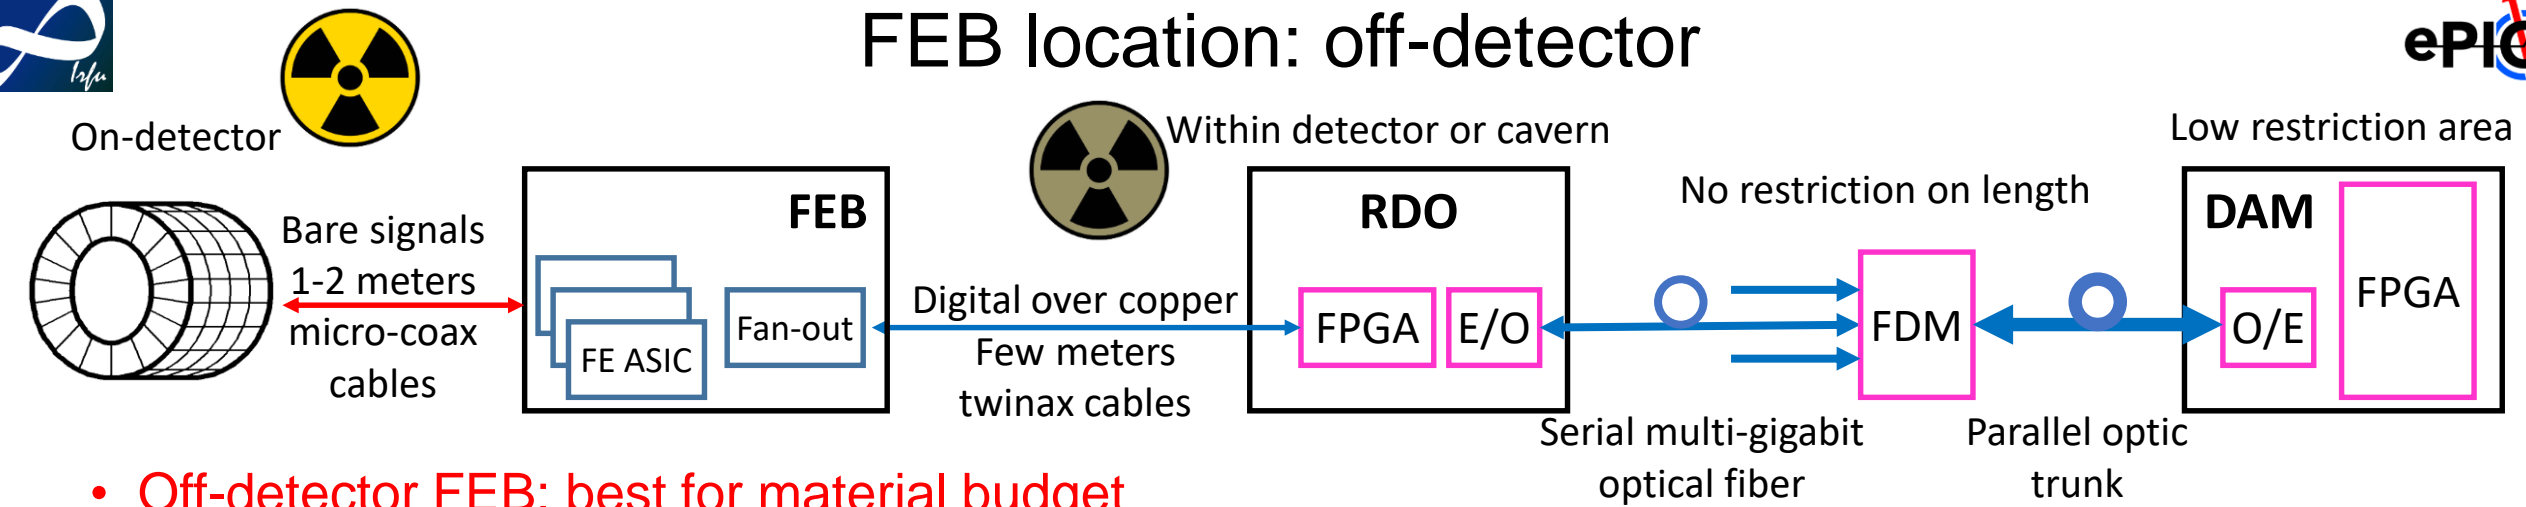 FEB location: off-detector
Irfu
ePIC
On-detector
Within detector or cavern
Low restriction area
Bare signals
1-2 meters
micro-coax
cables
FEB
FE ASIC
Fan-out
Digital over copper
Few meters
twinax cables
RDO
FPGA
E/O
No restriction on length
FDM
Serial multi-gigabit
optical fiber
Parallel optic
trunk
DAM
O/E
FPGA
• Off-detector FEB: best for material budget